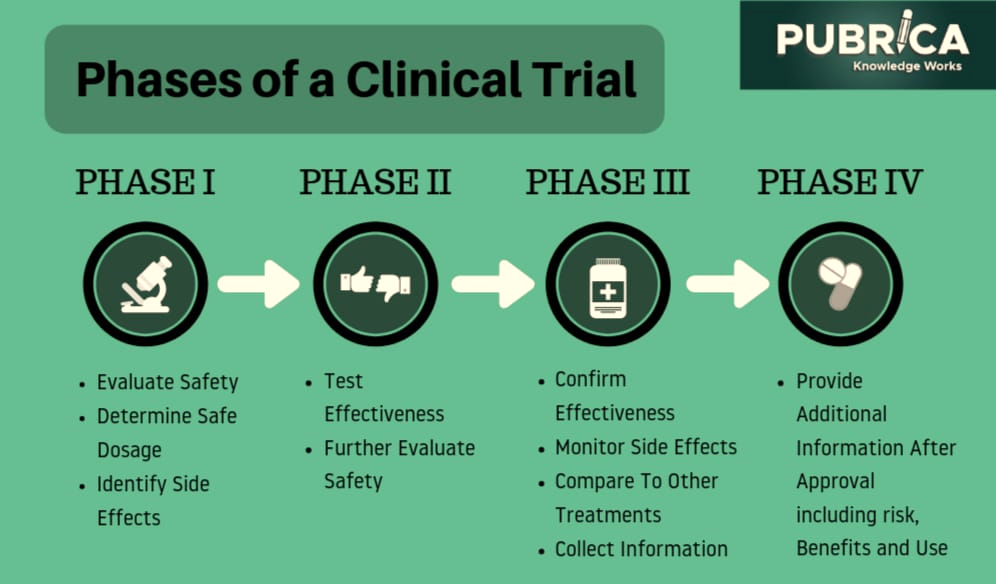 Phases of a Clinical Trial
PUBRICA
Knowledge Works
PHASE I
PHASE II
PHASE III
PHASE IV
• Evaluate Safety
• Determine Safe
Dosage
• Identify Side
Effects
• Test
Effectiveness
• Further Evaluate
Safety
• Confirm
Effectiveness
• Monitor Side Effects
• Compare To Other
Treatments
• Collect Information
• Provide
Additional
Information After
Approval
including risk,
Benefits and Use